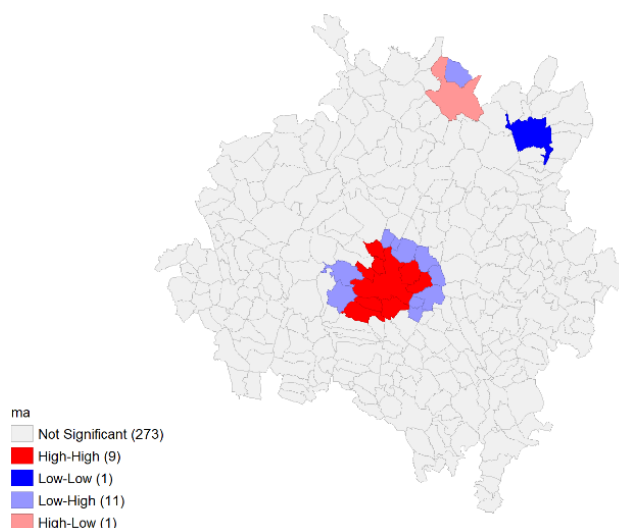 ma
Not Significant (273)
High-High (9)
Low-Low (1)
Low-High (11)
High-Low (1)